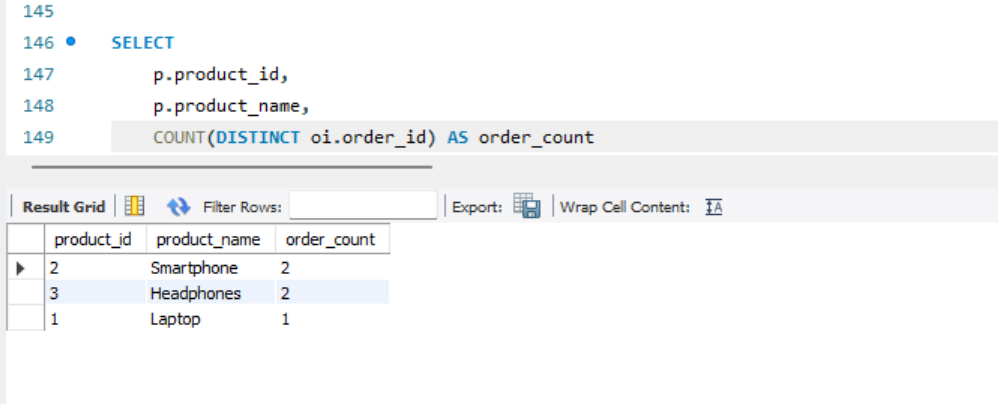 145
146 SELECT
147 p.product_id,
148 p.product_name,
149 COUNT(DISTINCT oi.order_id) AS order_count
Result Grid Filter Rows: Export: Wrap Cell Content: IA
product_id product_name order_count
2 Smartphone 2
3 Headphones 2
1 Laptop 1